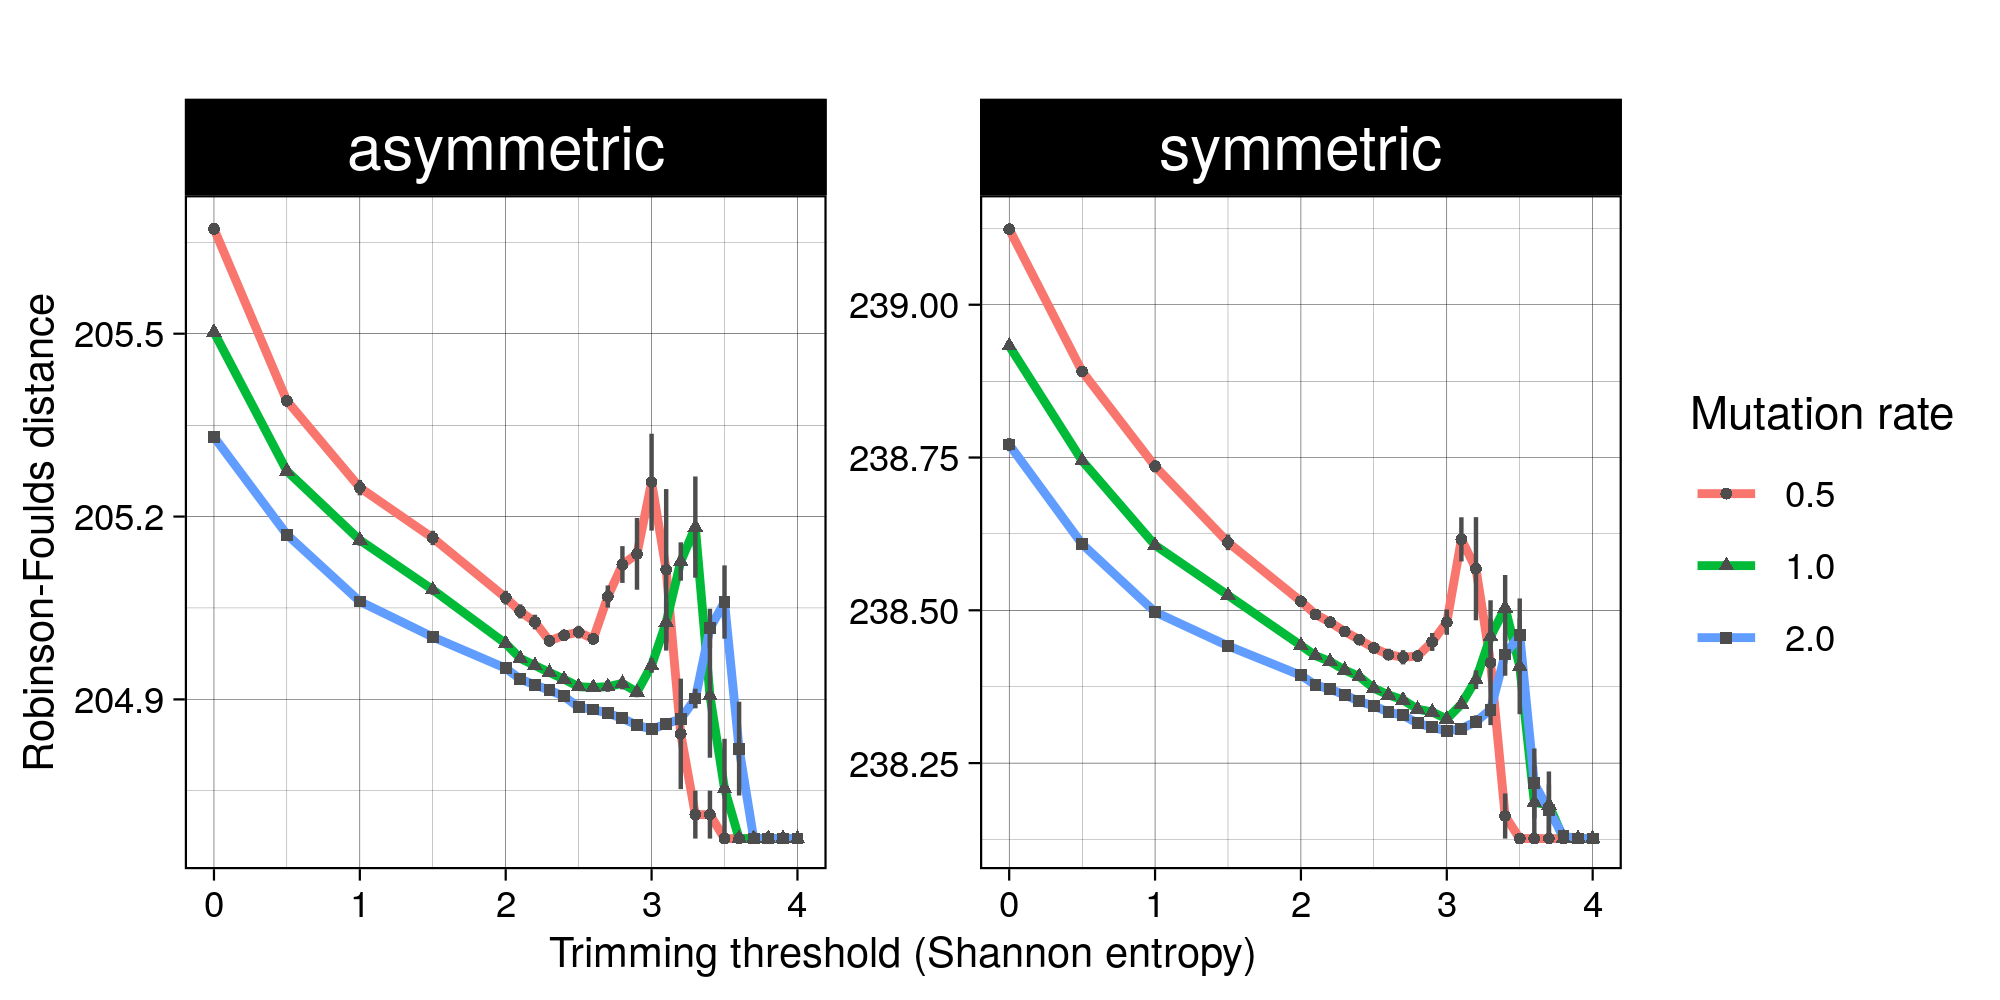 asymmetric
symmetric
Robinson-Foulds distance
205.5
205.2
204.9
0 1 2 3 4
239.00
238.75
238.50
238.25
0 1 2 3 4
Trimming threshold (Shannon entropy)
Mutation rate
0.5
1.0
2.0